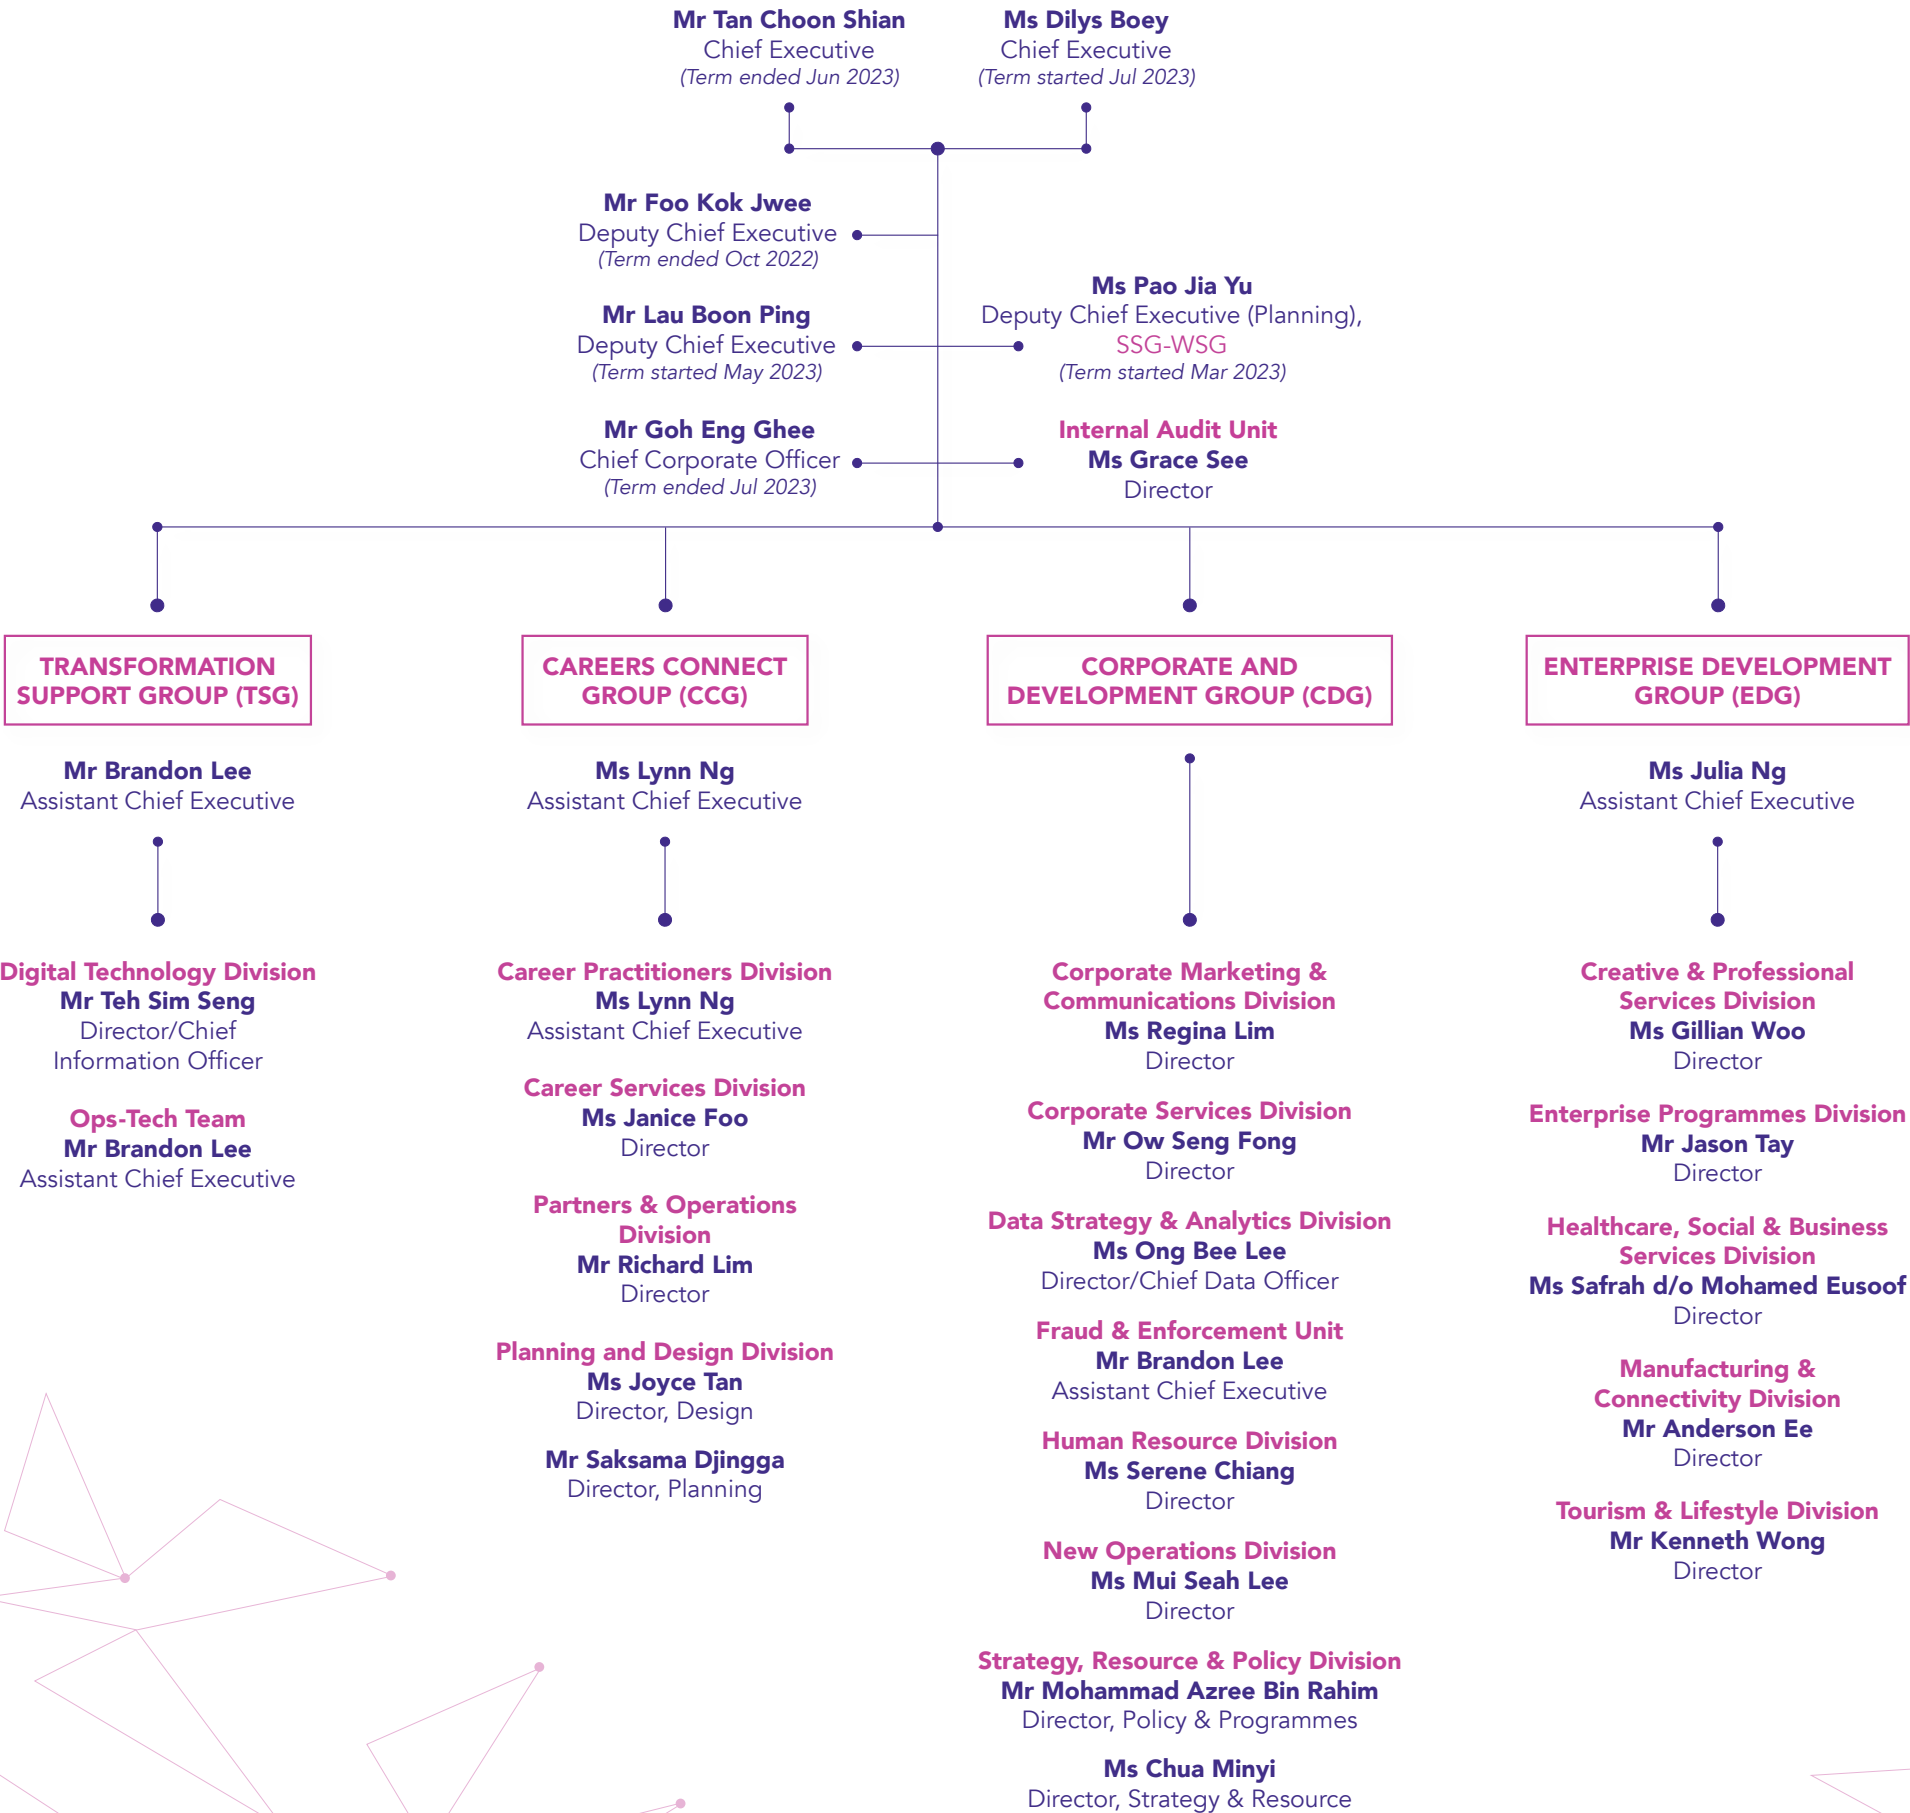 Mr Tan Choon Shian
Chief Executive
(Term ended Jun 2023)
Ms Dilys Boey
Chief Executive
(Term started Jul 2023)
Mr Foo Kok Jwee
Deputy Chief Executive
(Term ended Oct 2022)
Mr Lau Boon Ping
Deputy Chief Executive
(Term started May 2023)
Ms Pao Jia Yu
Deputy Chief Executive (Planning),
SSG-WSG
(Term started Mar 2023)
Mr Goh Eng Ghee
Chief Corporate Officer
(Term ended Jul 2023)
Internal Audit Unit
Ms Grace See
Director
TRANSFORMATION
SUPPORT GROUP (TSG)
Mr Brandon Lee
Assistant Chief Executive
Digital Technology Division
Mr Teh Sim Seng
Director/Chief
Information Officer
Ops-Tech Team
Mr Brandon Lee
Assistant Chief Executive
CAREERS CONNECT
GROUP (CCG)
Ms Lynn Ng
Assistant Chief Executive
Career Practitioners Division
Ms Lynn Ng
Assistant Chief Executive
Career Services Division
Ms Janice Foo
Director
Partners & Operations
Division
Mr Richard Lim
Director
Planning and Design Division
Ms Joyce Tan
Director, Design
Mr Saksama Djingga
Director, Planning
CORPORATE AND
DEVELOPMENT GROUP (CDG)
Corporate Marketing &
Communications Division
Ms Regina Lim
Director
Corporate Services Division
Mr Ow Seng Fong
Director
Data Strategy & Analytics Division
Ms Ong Bee Lee
Director/Chief Data Officer
Fraud & Enforcement Unit
Mr Brandon Lee
Assistant Chief Executive
Human Resource Division
Ms Serene Chiang
Director
New Operations Division
Ms Mui Seah Lee
Director
Strategy, Resource & Policy Division
Mr Mohammad Azree Bin Rahim
Director, Policy & Programmes
Ms Chua Minyi
Director, Strategy & Resource
ENTERPRISE DEVELOPMENT
GROUP (EDG)
Ms Julia Ng
Assistant Chief Executive
Creative & Professional
Services Division
Ms Gillian Woo
Director
Enterprise Programmes Division
Mr Jason Tay
Director
Healthcare, Social & Business
Services Division
Ms Safrah d/o Mohamed Eusoof
Director
Manufacturing &
Connectivity Division
Mr Anderson Ee
Director
Tourism & Lifestyle Division
Mr Kenneth Wong
Director